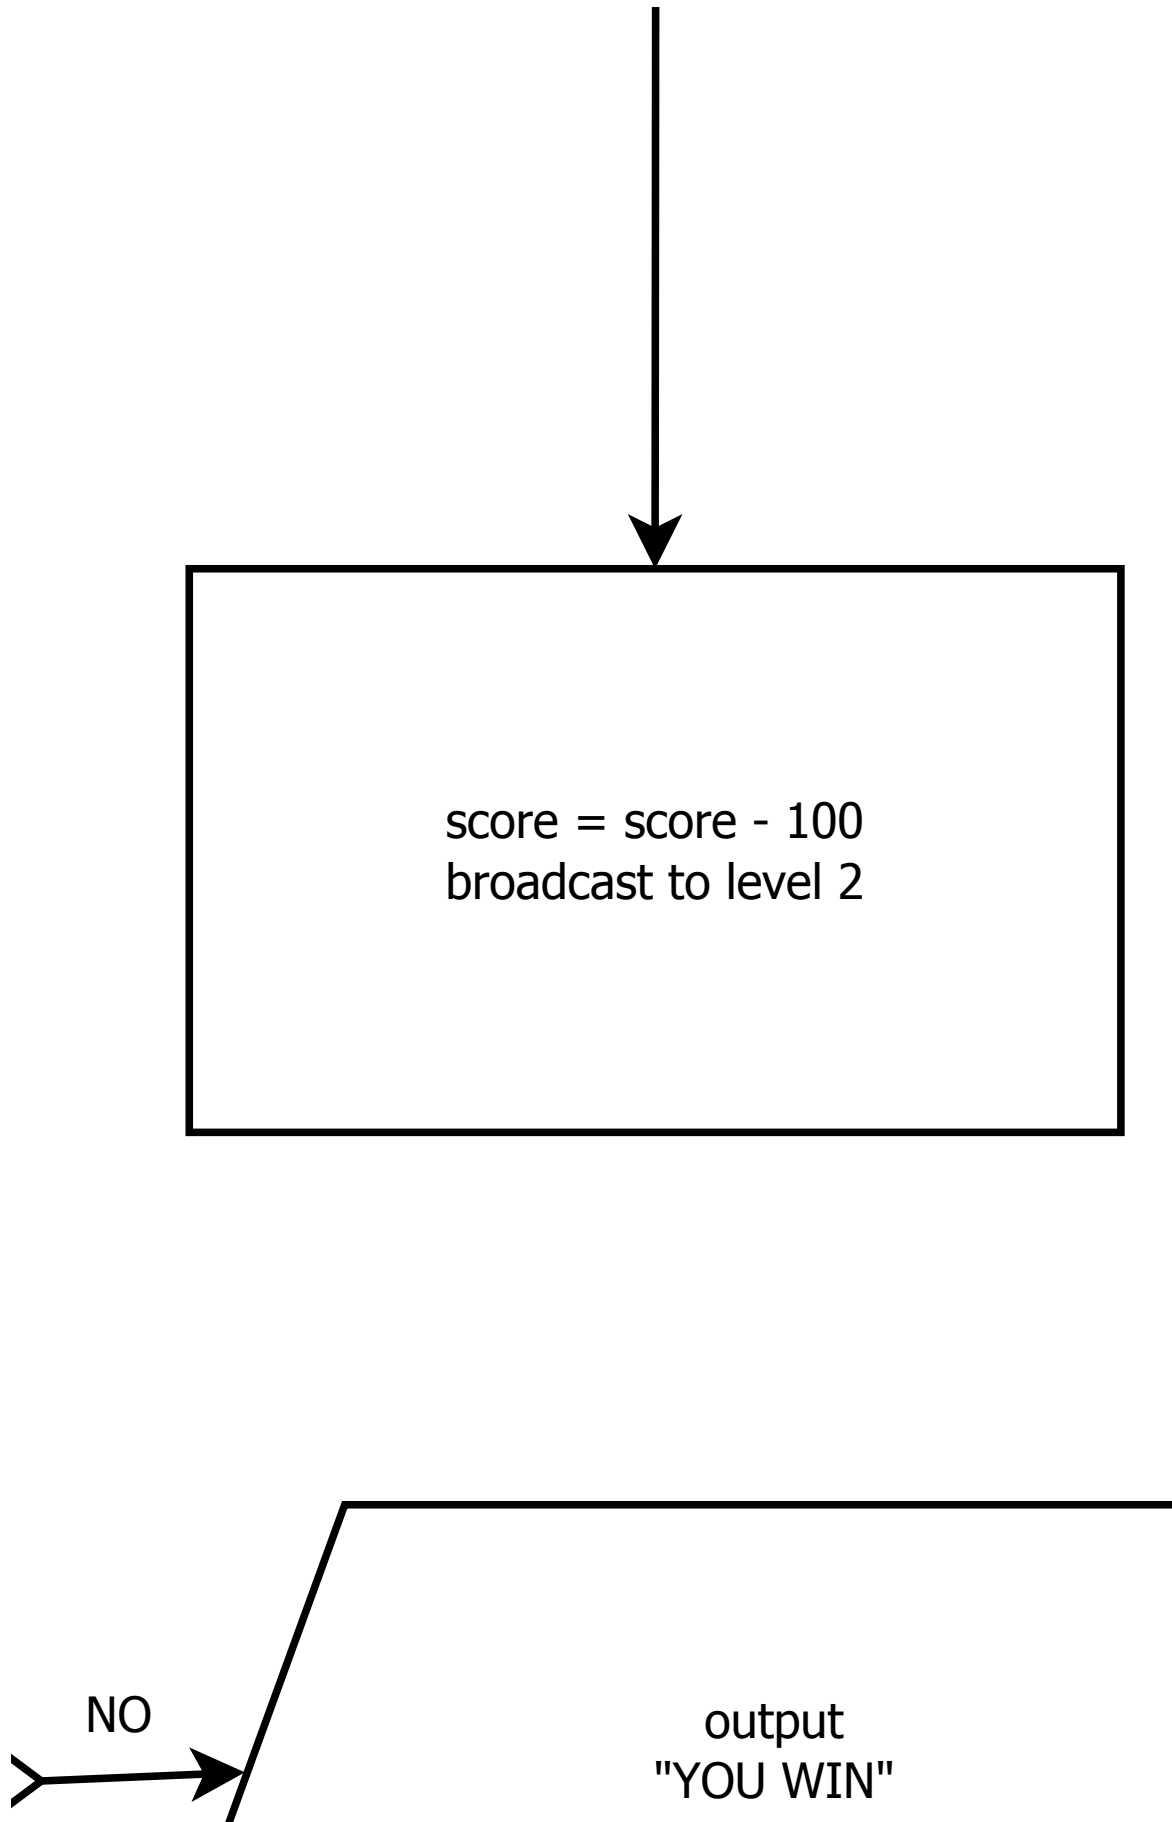 score = score - 100
broadcast to level 2
NO
output
"YOU WIN"